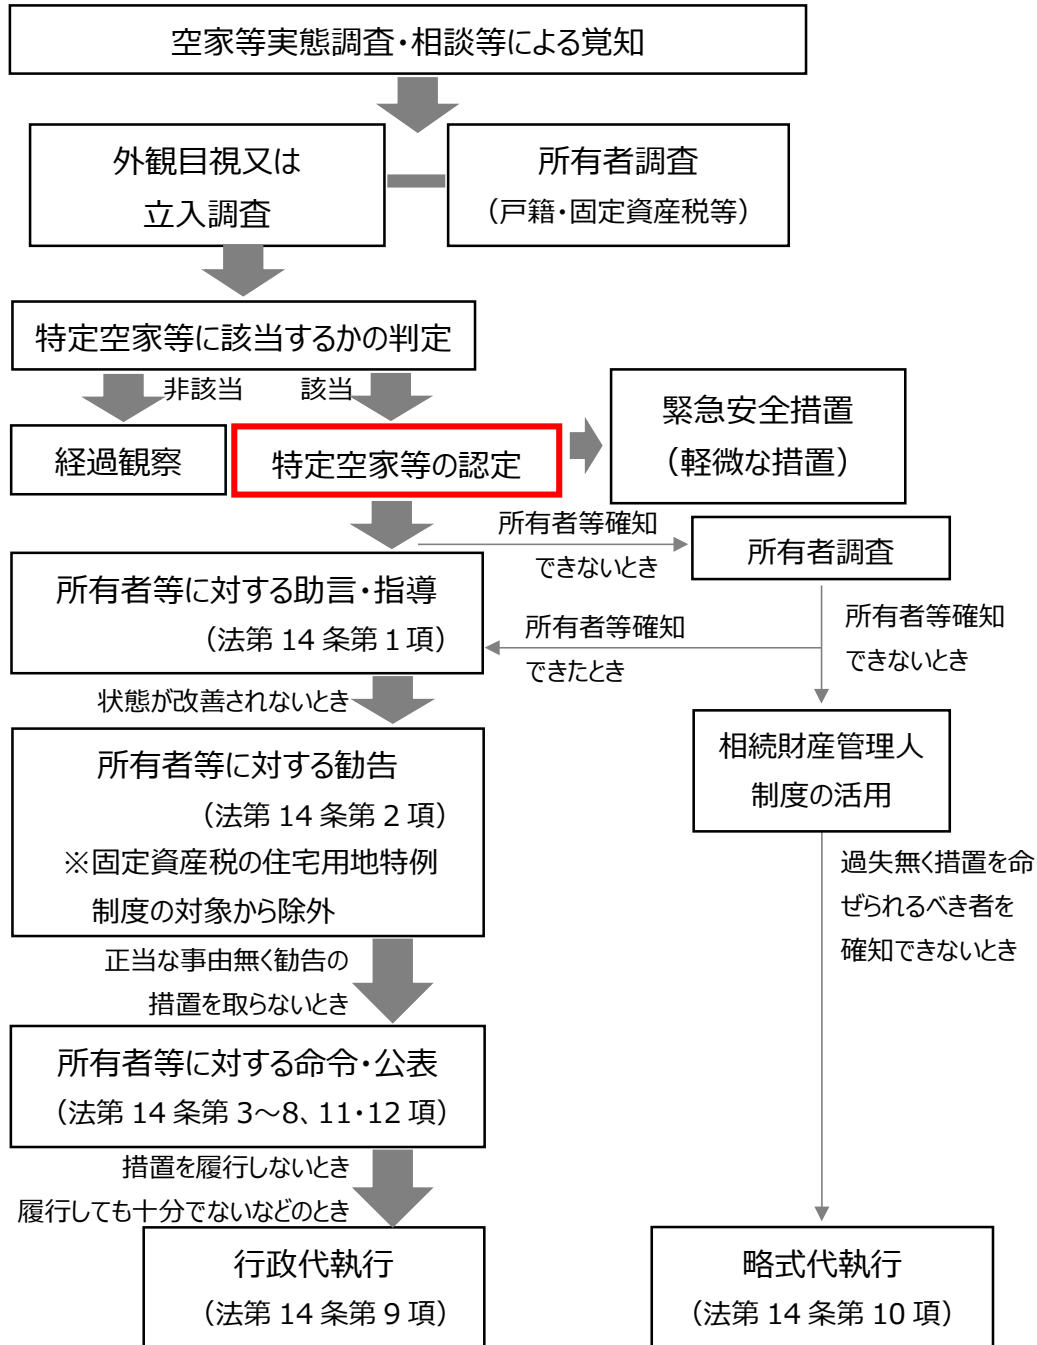 空家等実態調査・相談等による覚知
外観目視又は
立入調査
所有者調査
（戸籍・固定資産税等）
特定空家等に該当するかの判定
非該当
該当
経過観察
特定空家等の認定
緊急安全措置
（軽微な措置）
所有者等確知
できないとき
所有者調査
所有者等に対する助言・指導
（法第 14 条第 1 項）
所有者等確知
できたとき
所有者等確知
できないとき
状態が改善されないとき
所有者等に対する勧告
（法第 14 条第 2 項）
※固定資産税の住宅用地特例
制度の対象から除外
相続財産管理人
制度の活用
過失無く措置を命
ぜられるべき者を
確知できないとき
正当な事由無く勧告の
措置を取らないとき
所有者等に対する命令・公表
（法第 14 条第 3～8、11・12 項）
措置を履行しないとき
履行しても十分でないなどのとき
行政代執行
（法第 14 条第 9 項）
略式代執行
（法第 14 条第 10 項）